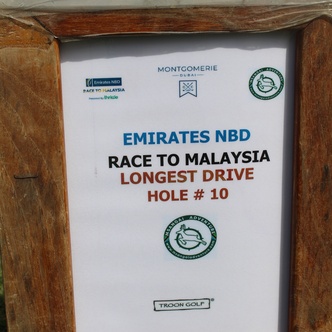 Emirates NBD
RACE TO MALAYSIA
MONTGOMERIE
DUBAI
EMIRATES NBD
RACE TO MALAYSIA
LONGEST DRIVE
HOLE # 10
TROON GOLF